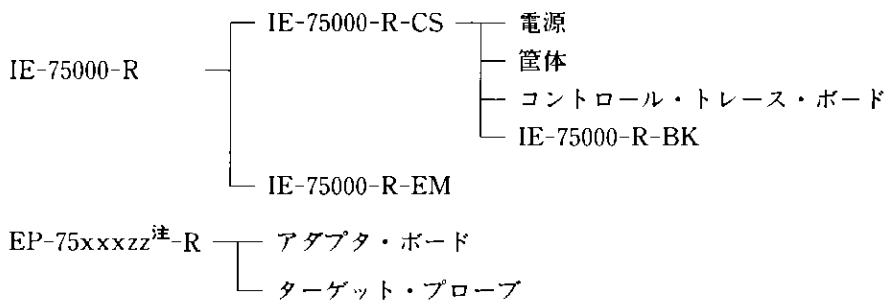 IE-75000-R-CS 電源
筐体
IE-75000-R
コントロール・トレース・ボード
IE-75000-R-BK
IE-75000-R-EM
EP-75xxxzz注-R アダプタ・ボード
ターゲット・プローブ